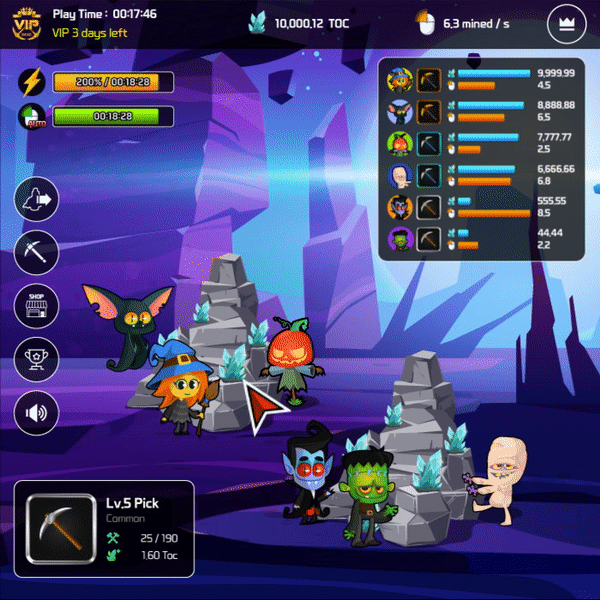 VIP
Play Time : 00:17:46
VIP 3 days left
10,000,12 TOC
6.3 mined / s
200% / 00:18:28
AUTO
00:18:28
9,999.99
4.5
8,888.88
6.5
7,777.77
2.5
6,666.66
6.8
555.55
8.5
44.44
2.2
SHOP
Lv.5 Pick
Common
25 / 190
1.60 Toc